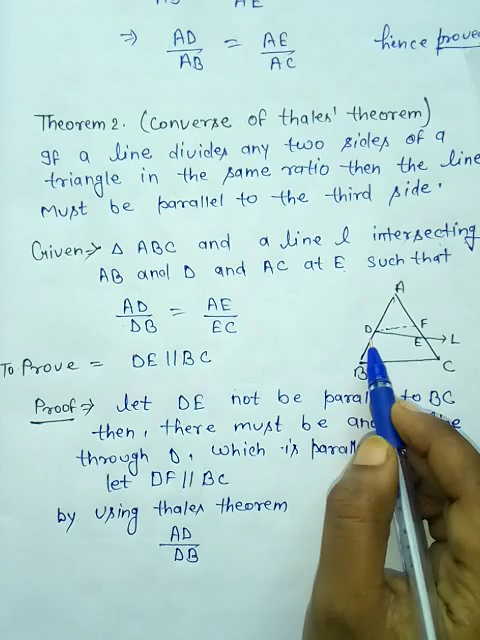 AE
⇒ AD/AB = AE/AC hence prove
Theorem 2. (Converse of thales' theorem)
If a line divides any two sides of a
triangle in the same ratio then the line
must be parallel to the third side.
Given → Δ ABC and a line l intersecting
AB and D and AC at E such that
AD/DB = AE/EC
A
D
F
E
L
B
C
To Prove = DE || BC
Proof → let DE not be paral to BC
then, there must be an
through D, which is paral
let DF || BC
by using thales theorem
AD/DB